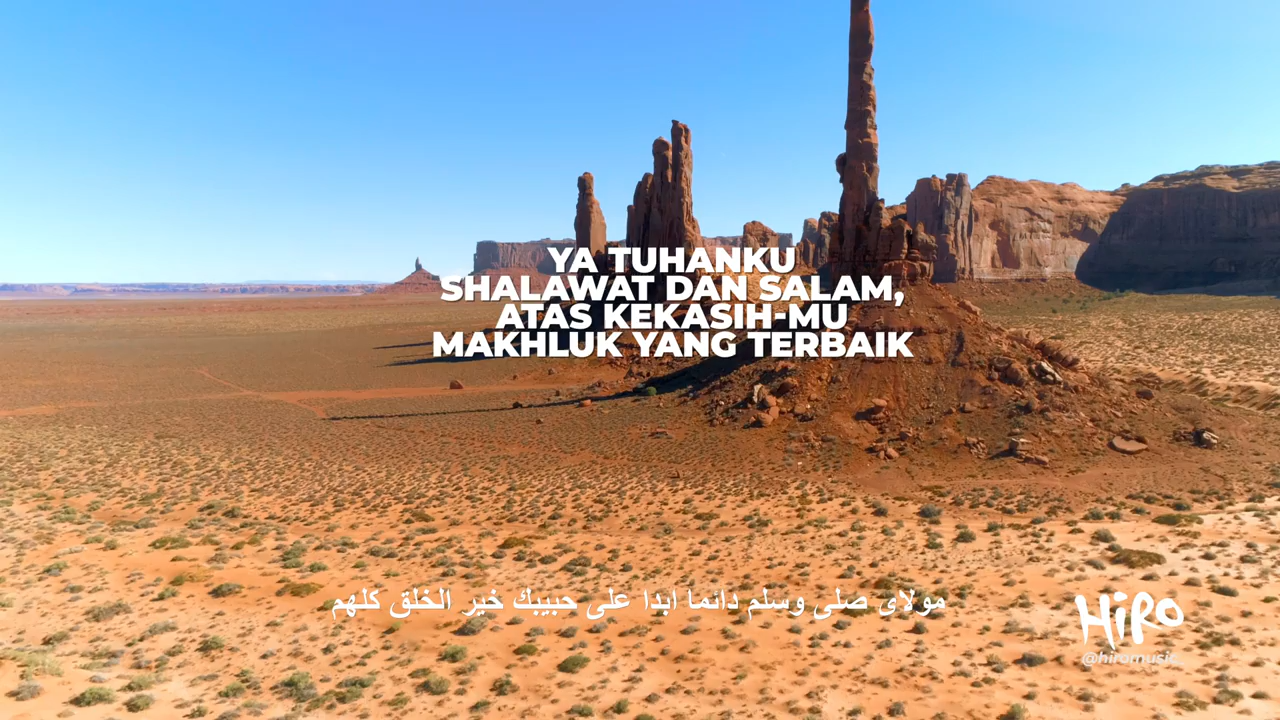 YA TUHANKU
SHALAWAT DAN SALAM,
ATAS KEKASIH-MU
MAKHLUK YANG TERBAIK
مولاى صلى وسلم دائما ابدا على حبيبك خير الخلق كلهم
HIRO
@hiromusic_